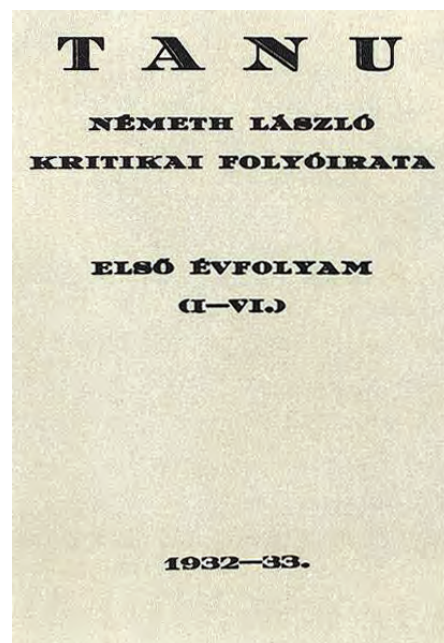 TANU
NÉMETH LÁSZLÓ
KRITIKAI FOLYÓIRATA
ELSŐ ÉVFOLYAM
(I—VI.)
1932—33.